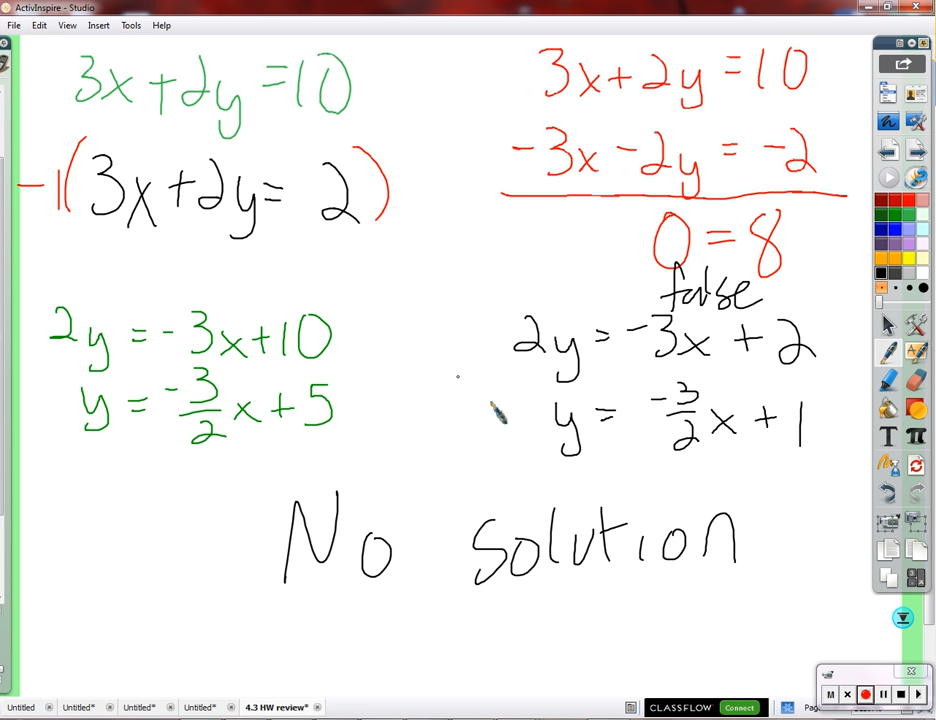 ActivInspire - Studio
File Edit View Insert Tools Help
3x+2y=10
-1(3x+2y=2)
3x+2y=10
-3x-2y=-2
0=8
false
2y=-3x+10
y=-3/2x+5
2y=-3x+2
y=-3/2x+1
No solution
M
Untitled Untitled* Untitled* Untitled* 4.3 HW review* CLASSFLOW Connect